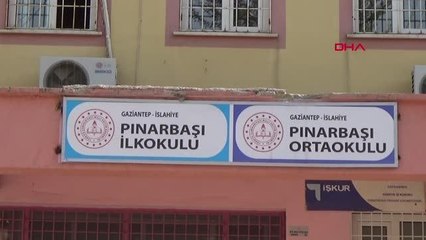 DHA
GAZİANTEP - İSLAHİYE
PINARBAŞI
İLKOKULU
GAZİANTEP - İSLAHİYE
PINARBAŞI
ORTAOKULU
İŞKUR